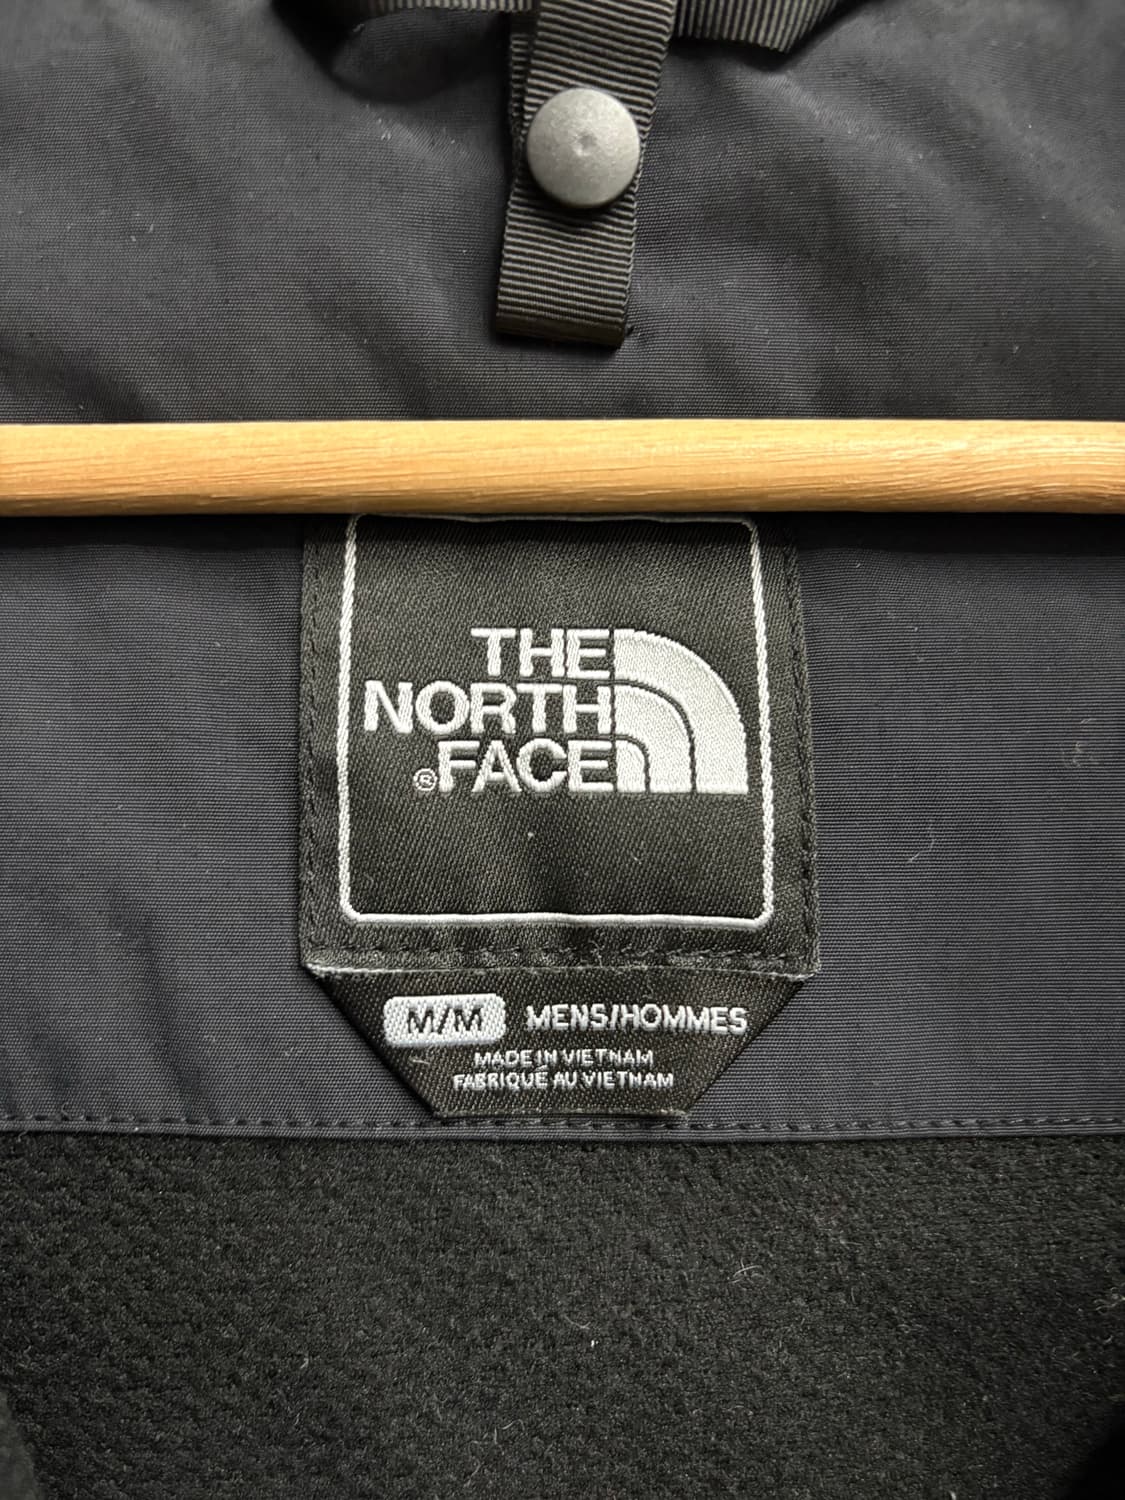 THE
NORTH
®FACE
M/M MENS/HOMMES
MADE IN VIETNAM
FABRIQUÉ AU VIETNAM